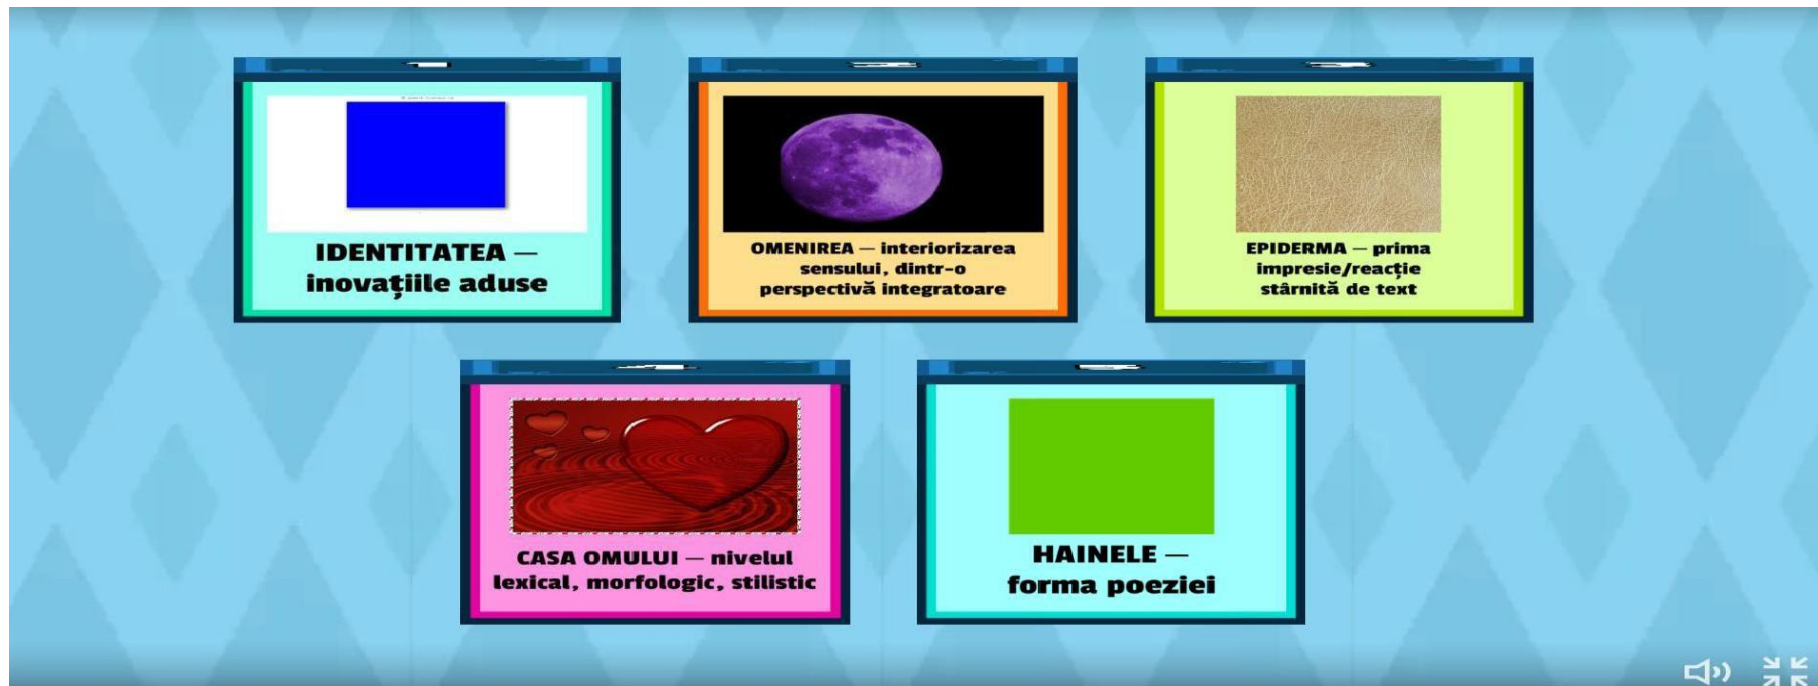 IDENTITATEA —
inovațiile aduse
OMENIREA — interiorizarea
sensului, dintr-o
perspectivă integratoare
EPIDERMA — prima
impresie/reacție
stârnită de text
CASA OMULUI — nivelul
lexical, morfologic, stilistic
HAINELE —
forma poeziei